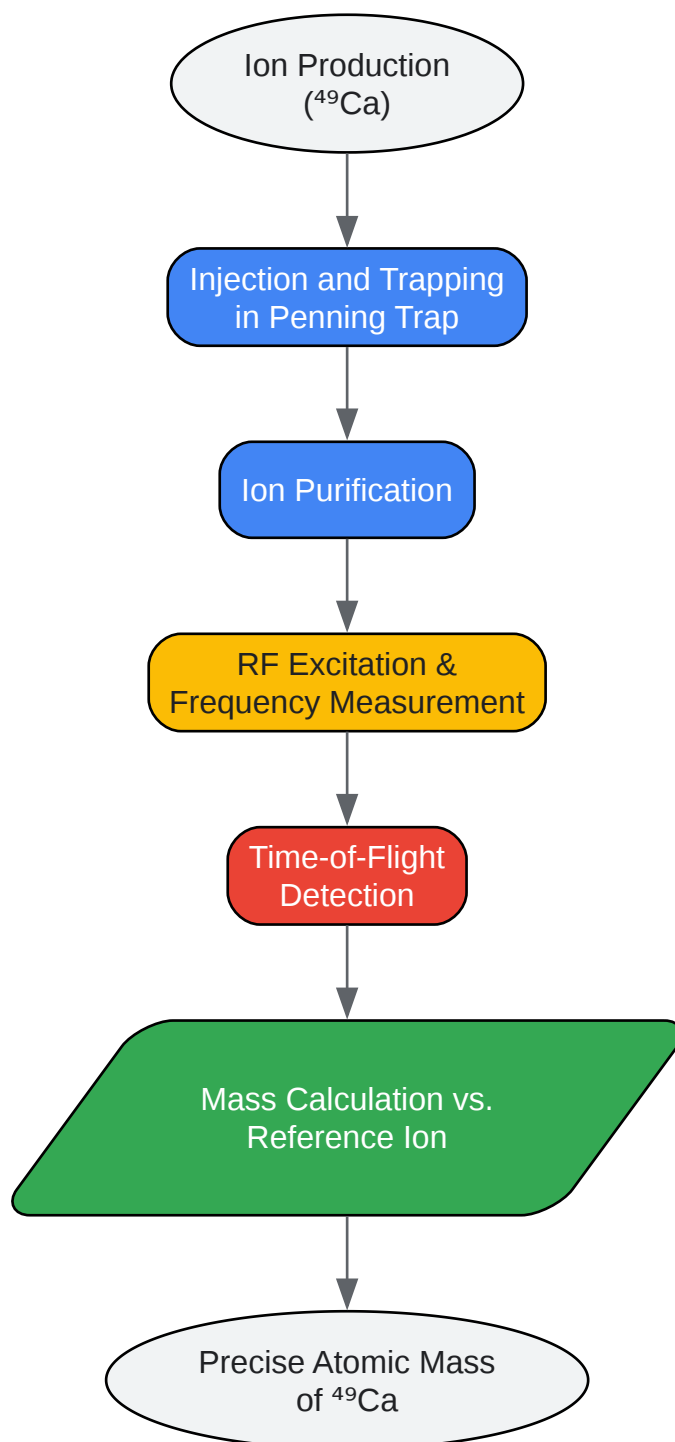 Ion Production
(⁴⁹Ca)
Injection and Trapping
in Penning Trap
Ion Purification
RF Excitation &
Frequency Measurement
Time-of-Flight
Detection
Mass Calculation vs.
Reference Ion
Precise Atomic Mass
of ⁴⁹Ca